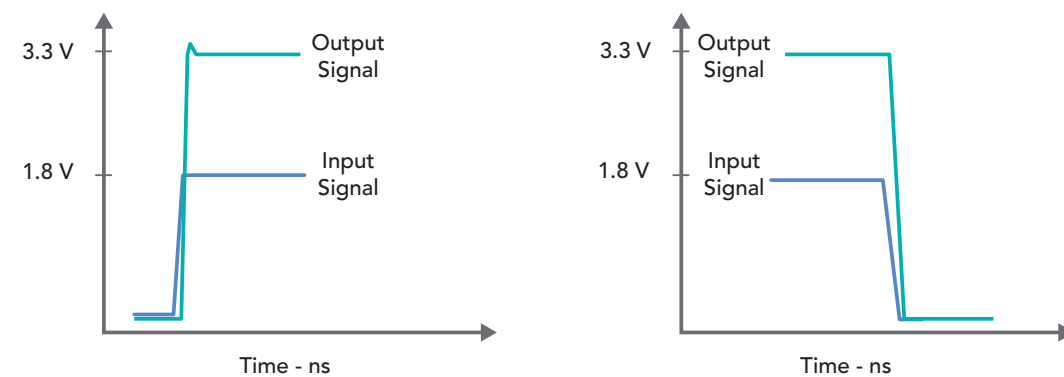 3.3 V
Output
Signal
1.8 V
Input
Signal
Time - ns
3.3 V
Output
Signal
1.8 V
Input
Signal
Time - ns